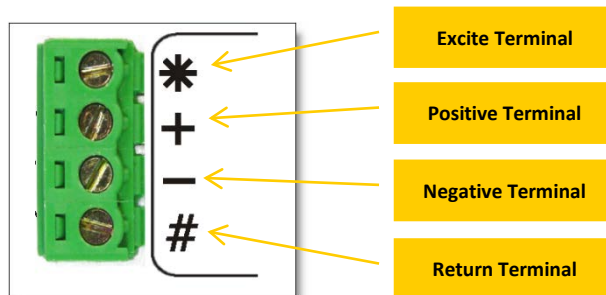 * Excite Terminal
+ Positive Terminal
− Negative Terminal
# Return Terminal